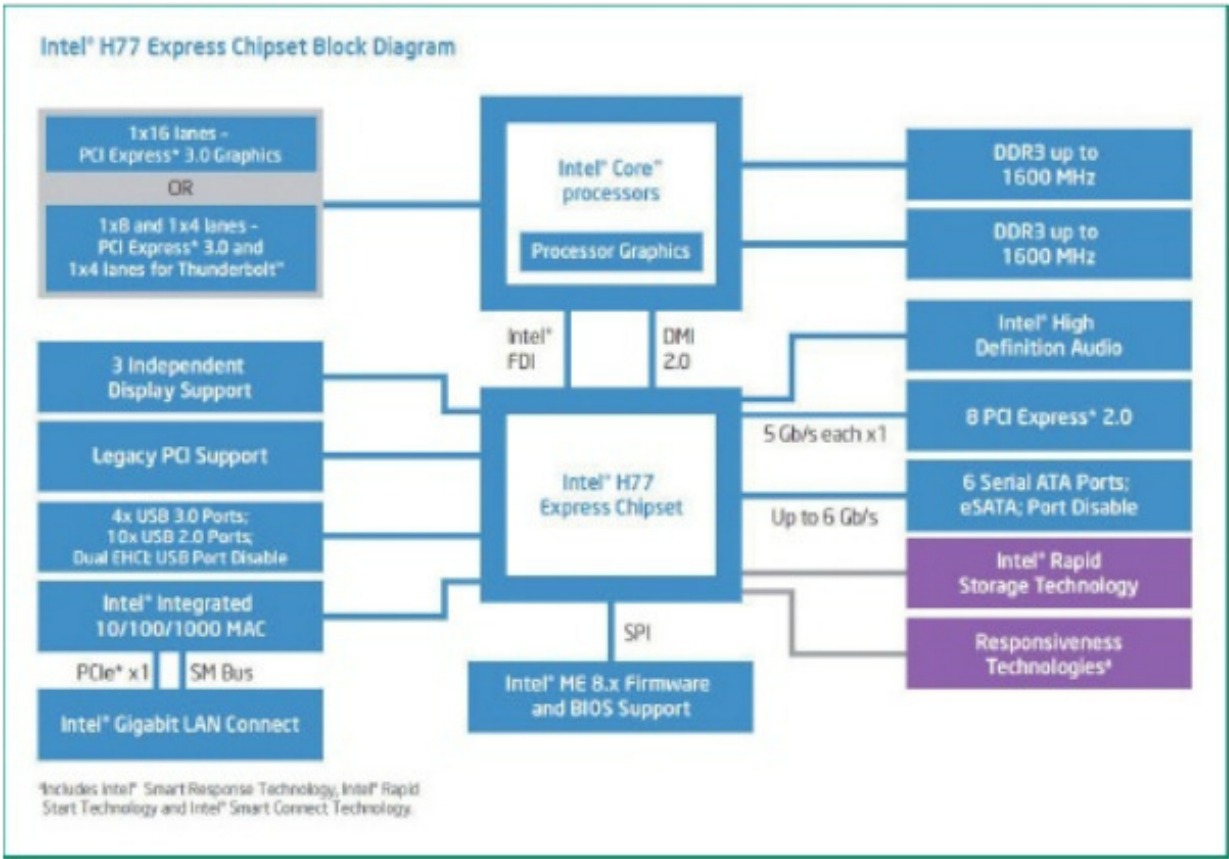 Intel® H77 Express Chipset Block Diagram
1x16 lanes –
PCI Express* 3.0 Graphics
OR
1x8 and 1x4 lanes –
PCI Express* 3.0 and
1x4 lanes for Thunderbolt™
Intel® Core™
processors
Processor Graphics
DDR3 up to
1600 MHz
DDR3 up to
1600 MHz
Intel®
FDI
DMI
2.0
3 Independent
Display Support
Legacy PCI Support
4x USB 3.0 Ports;
10x USB 2.0 Ports;
Dual EHCI; USB Port Disable
Intel® Integrated
10/100/1000 MAC
PCIe* x1
SM Bus
Intel® Gigabit LAN Connect
Intel® H77
Express Chipset
SPI
Intel® ME 8.x Firmware
and BIOS Support
Intel® High
Definition Audio
8 PCI Express* 2.0
5 Gb/s each x1
6 Serial ATA Ports;
eSATA; Port Disable
Up to 6 Gb/s
Intel® Rapid
Storage Technology
Responsiveness
Technologies*
*Includes Intel® Smart Response Technology, Intel® Rapid
Start Technology and Intel® Smart Connect Technology.